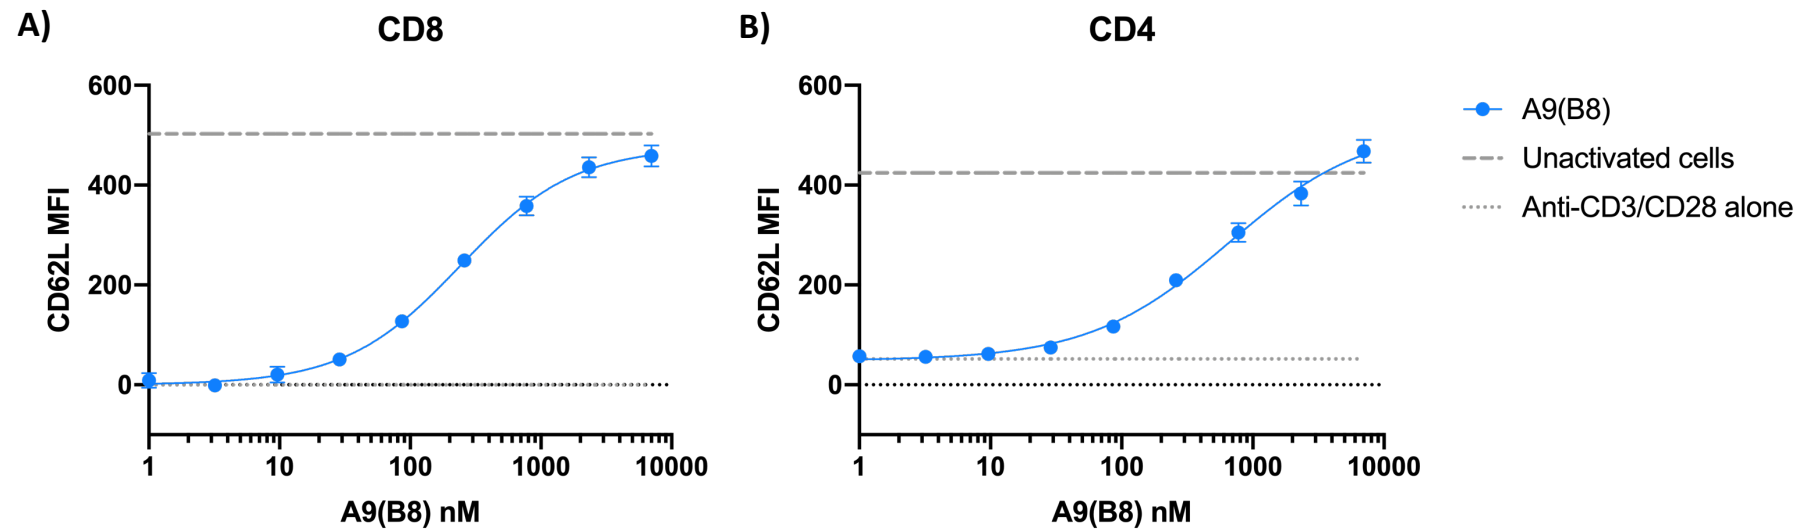 A)
CD8
CD62L MFI
600
400
200
0
1
10
100
1000
10000
A9(B8) nM
B)
CD4
CD62L MFI
600
400
200
0
1
10
100
1000
10000
A9(B8) nM
A9(B8)
Unactivated cells
Anti-CD3/CD28 alone